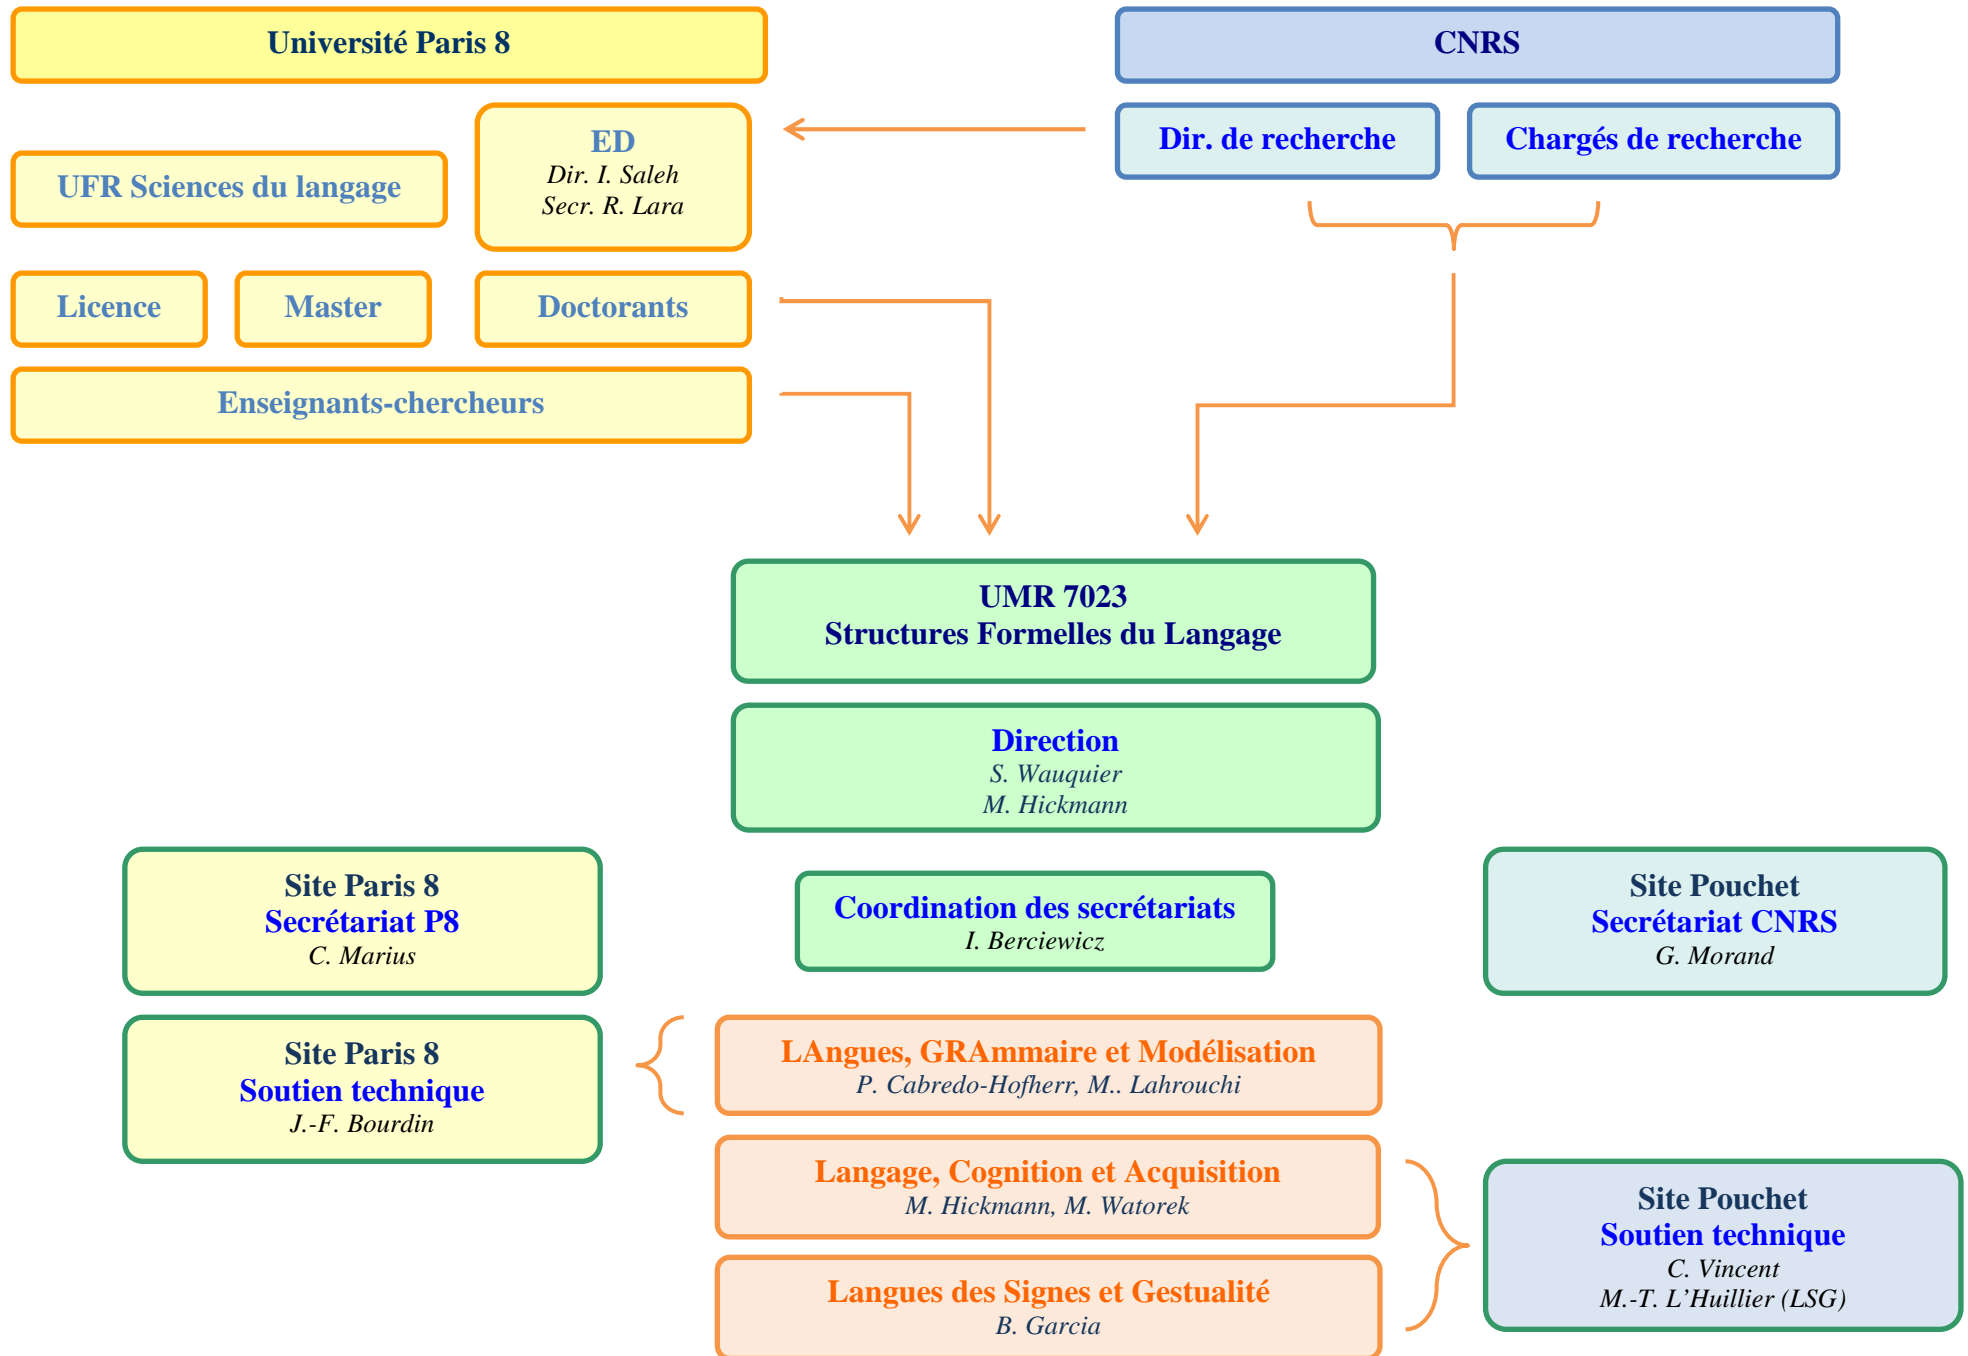 Université Paris 8
CNRS
ED
Dir. I. Saleh
Secr. R. Lara
Dir. de recherche
Chargés de recherche
UFR Sciences du langage
Licence
Master
Doctorants
Enseignants-chercheurs
UMR 7023
Structures Formelles du Langage
Direction
S. Wauquier
M. Hickmann
Site Paris 8
Secrétariat P8
C. Marius
Coordination des secrétariats
I. Berciewicz
Site Pouchet
Secrétariat CNRS
G. Morand
Site Paris 8
Soutien technique
J.-F. Bourdin
LAngues, GRAmmaire et Modélisation
P. Cabredo-Hofherr, M.. Lahrouchi
Langage, Cognition et Acquisition
M. Hickmann, M. Watorek
Langues des Signes et Gestualité
B. Garcia
Site Pouchet
Soutien technique
C. Vincent
M.-T. L’Huillier (LSG)